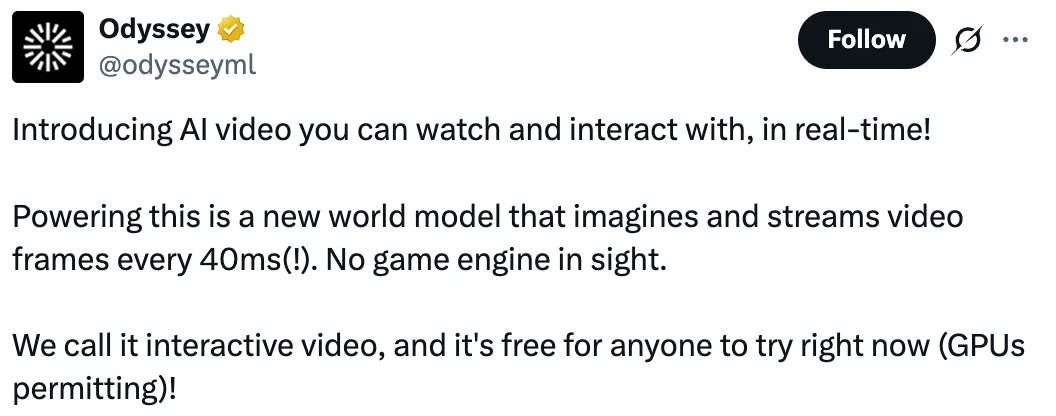 Odyssey
@odysseyml
Follow
Introducing AI video you can watch and interact with, in real-time!
Powering this is a new world model that imagines and streams video
frames every 40ms(!). No game engine in sight.
We call it interactive video, and it's free for anyone to try right now (GPUs
permitting)!